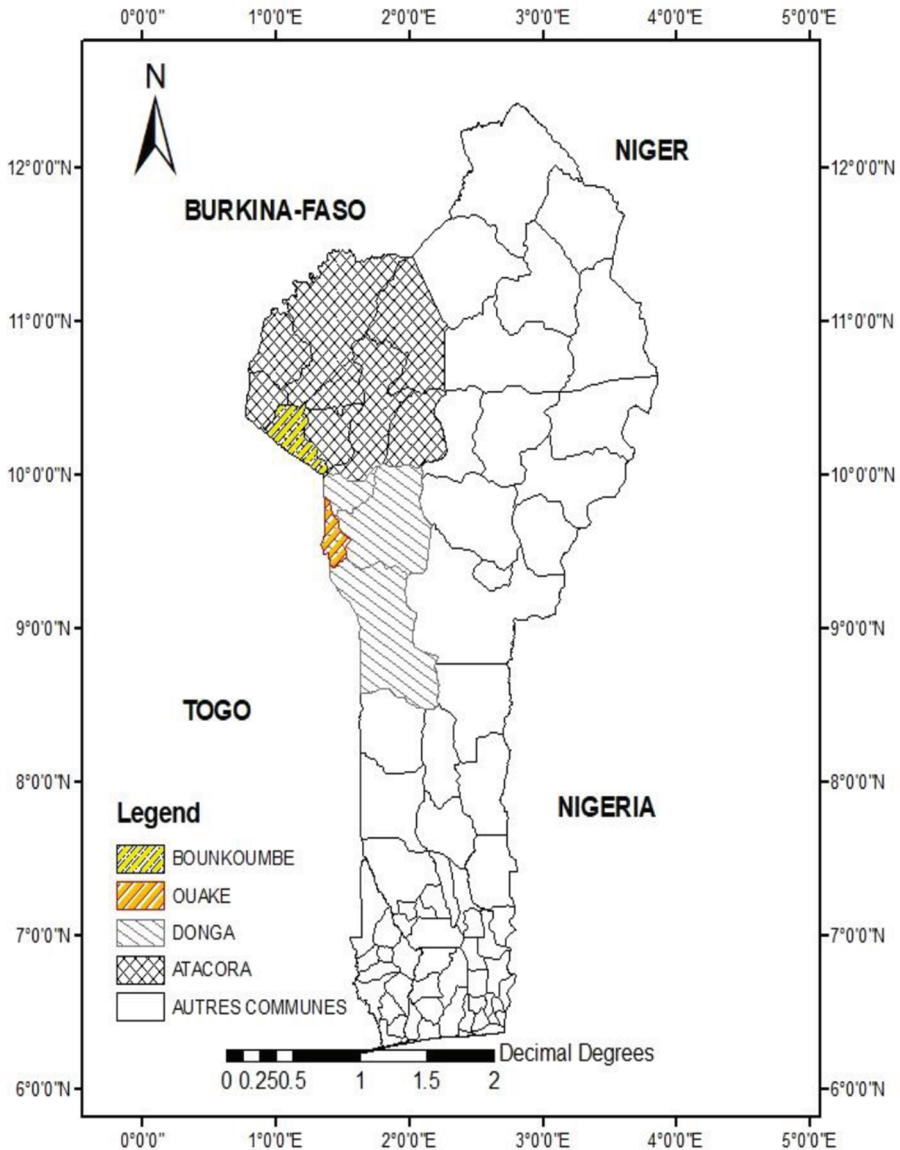 0°0'0" 1°0'0"E 2°0'0"E 3°0'0"E 4°0'0"E 5°0'0"E
N
NIGER
12°0'0"N 12°0'0"N
BURKINA-FASO
11°0'0"N 11°0'0"N
10°0'0"N 10°0'0"N
9°0'0"N 9°0'0"N
TOGO
8°0'0"N 8°0'0"N
NIGERIA
Legend
BOUNKOUMBE
OUAKE
7°0'0"N 7°0'0"N
DONGA
ATACORA
AUTRES COMMUNES
Decimal Degrees
0 0.250.5 1 1.5 2
6°0'0"N 6°0'0"N
0°0'0" 1°0'0"E 2°0'0"E 3°0'0"E 4°0'0"E 5°0'0"E